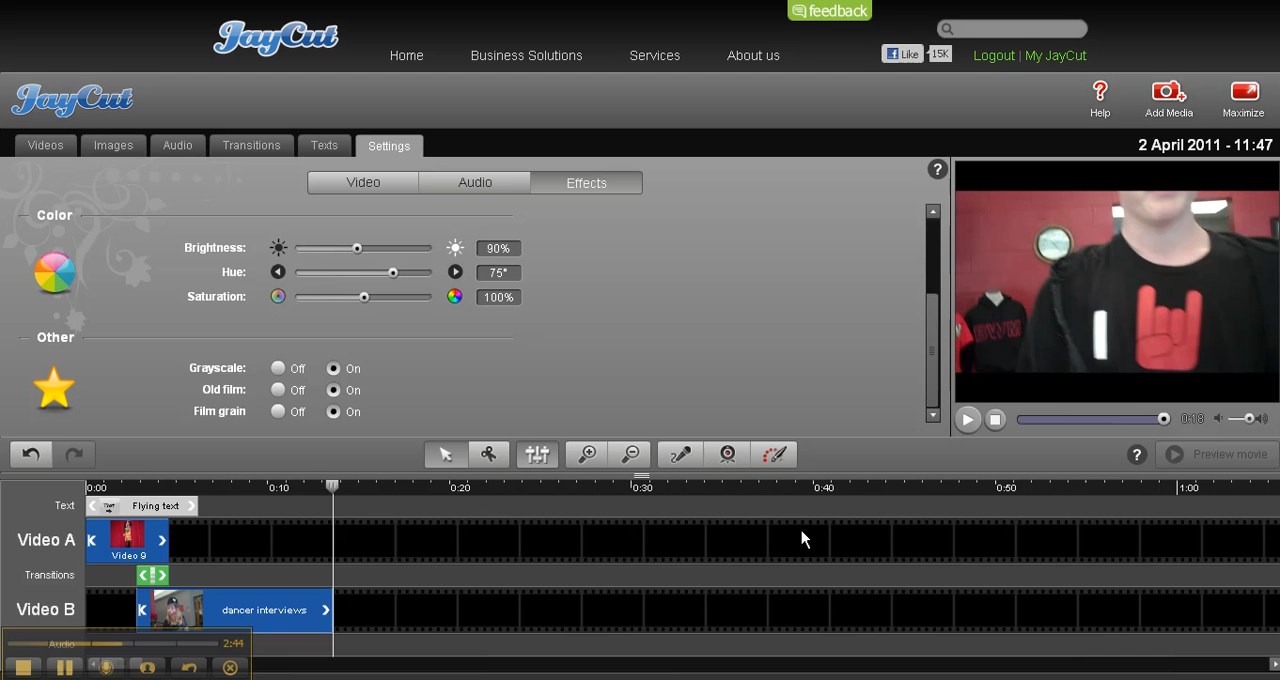 feedback
JayCut
Home Business Solutions Services About us
Like 15K Logout | My JayCut
JayCut
Help Add Media Maximize
Videos Images Audio Transitions Texts Settings
2 April 2011 - 11:47
Video Audio Effects
?
Color
Brightness: 90%
Hue: 75°
Saturation: 100%
Other
Grayscale: Off On
Old film: Off On
Film grain Off On
0:18
? Preview movie
0:00 0:10 0:20 0:30 0:40 0:50 1:00
Text Flying text
Video A
Video 9
Transitions
Video B dancer interviews
Audio 2:44